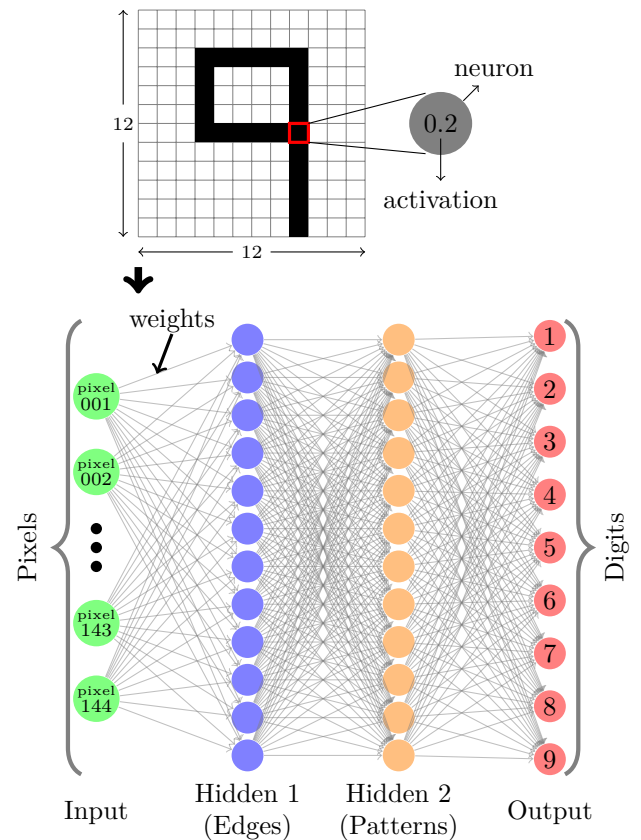 neuron
0.2
12
activation
12
weights
pixel
001
pixel
002
pixel
143
pixel
144
Pixels
1
2
3
4
5
6
7
8
9
Digits
Input
Hidden 1
(Edges)
Hidden 2
(Patterns)
Output